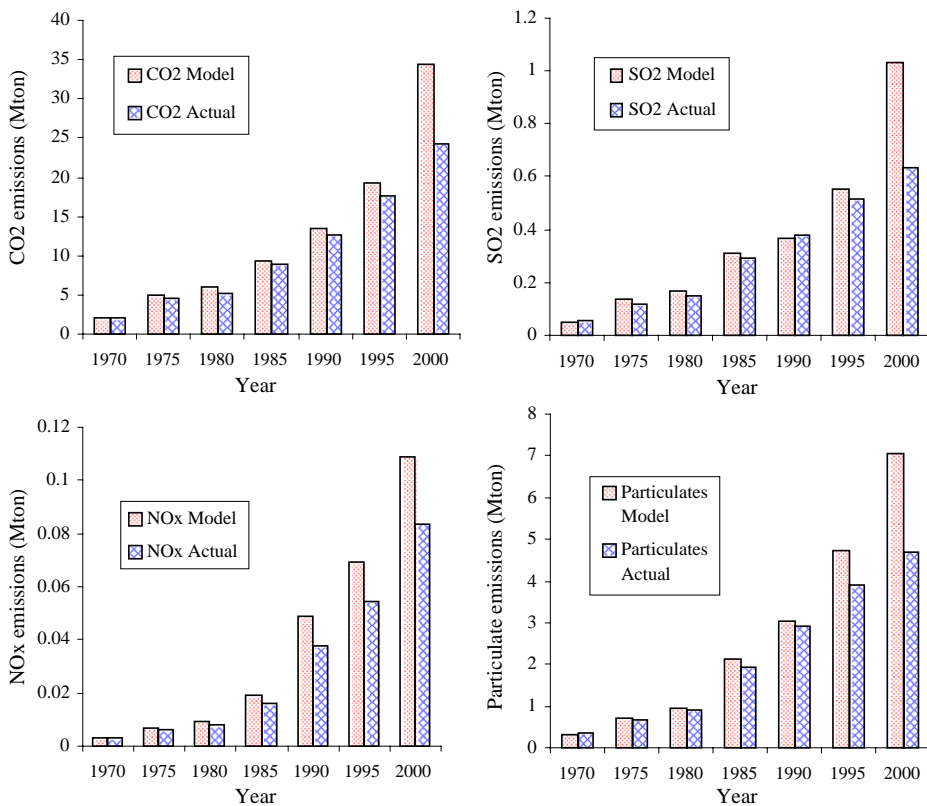 CO2 emissions (Mton)
40
35
30
25
20
15
10
5
0
CO2 Model
CO2 Actual
1970 1975 1980 1985 1990 1995 2000
Year
SO2 emissions (Mton)
1.2
1
0.8
0.6
0.4
0.2
0
SO2 Model
SO2 Actual
1970 1975 1980 1985 1990 1995 2000
Year
NOx emissions (Mton)
0.12
0.1
0.08
0.06
0.04
0.02
0
NOx Model
NOx Actual
1970 1975 1980 1985 1990 1995 2000
Year
Particulate emissions (Mton)
8
7
6
5
4
3
2
1
0
Particulates
Model
Particulates
Actual
1970 1975 1980 1985 1990 1995 2000
Year